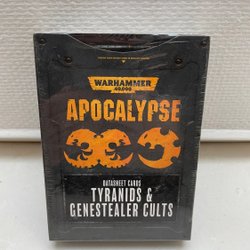 WARHAMMER
40,000
APOCALYPSE
DATASHEET CARDS
TYRANIDS &
GENESTEALER CULTS